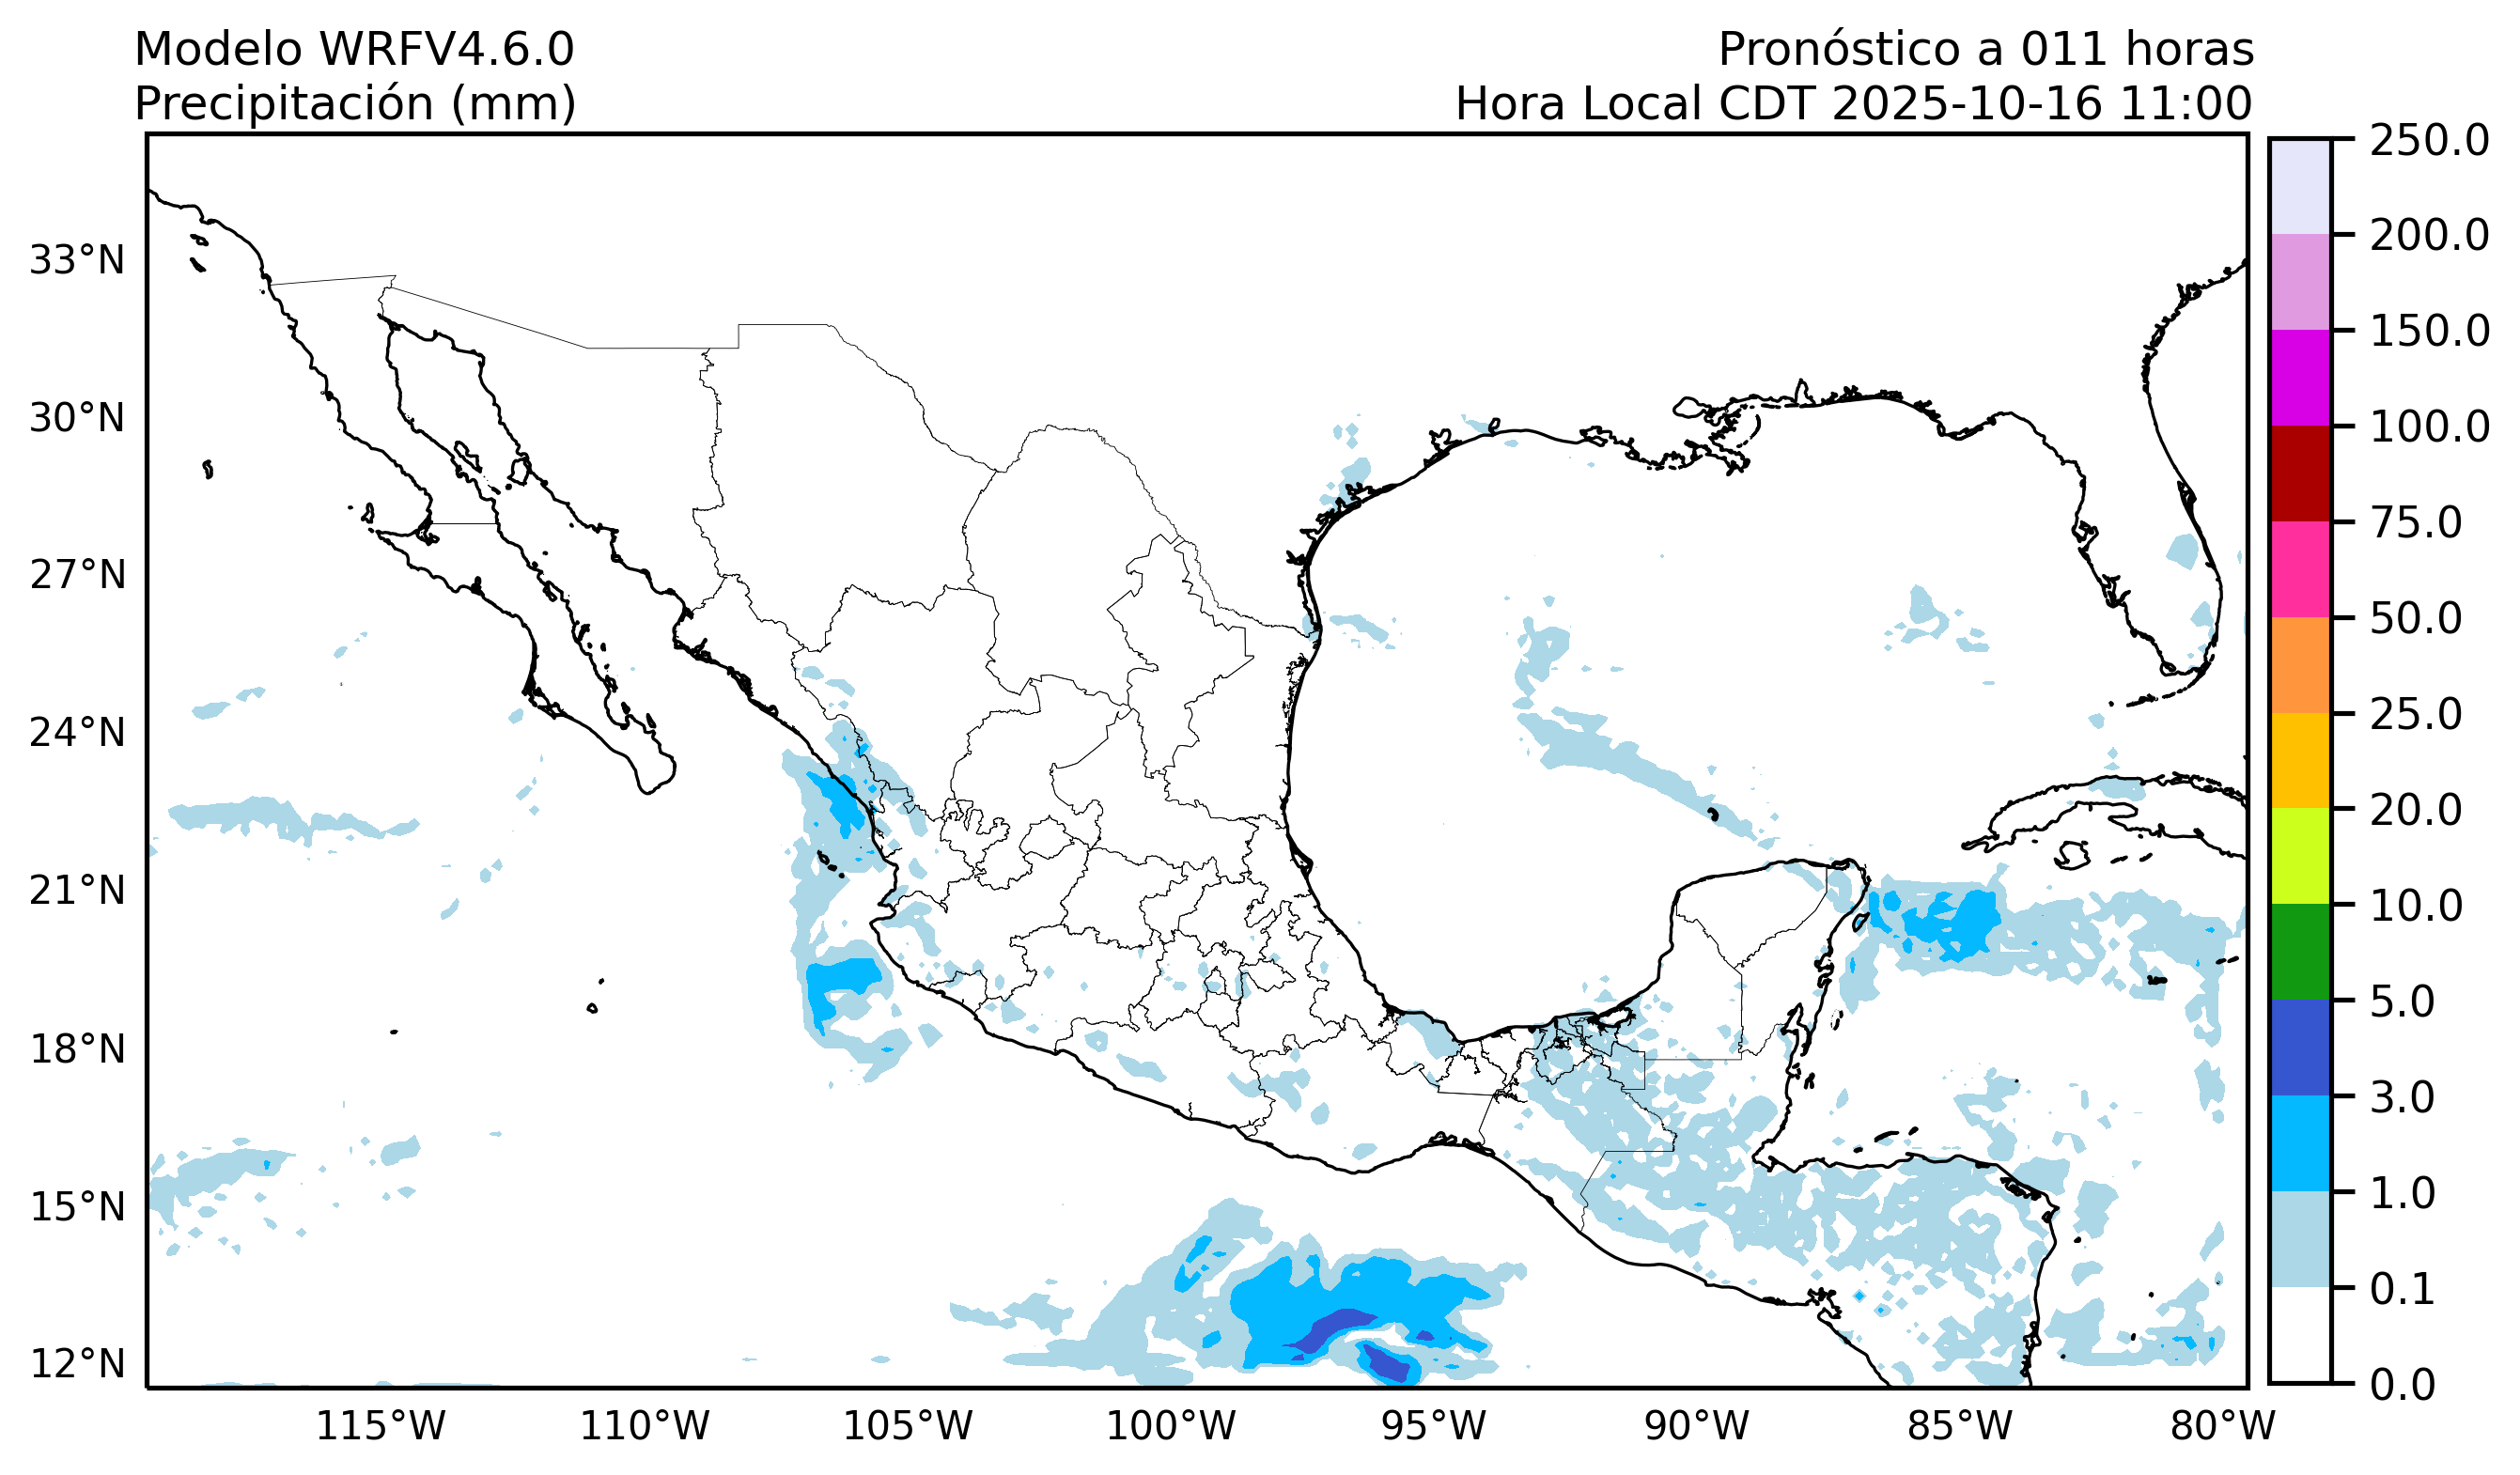 Modelo WRFV4.6.0
Precipitación (mm)
Pronóstico a 011 horas
Hora Local CDT 2025-10-16 11:00
33°N
30°N
27°N
24°N
21°N
18°N
15°N
12°N
115°W
110°W
105°W
100°W
95°W
90°W
85°W
80°W
250.0
200.0
150.0
100.0
75.0
50.0
25.0
20.0
10.0
5.0
3.0
1.0
0.1
0.0